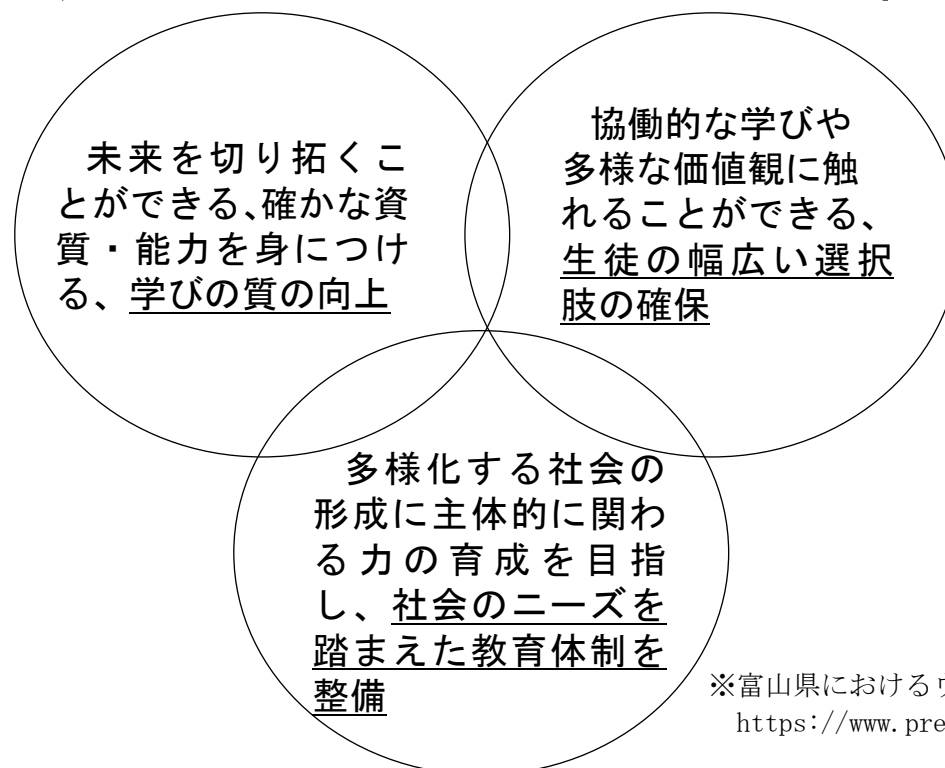 未来を切り拓くこ
とができる、確かな資
質・能力を身につけ
る、学びの質の向上
協働的な学びや
多様な価値観に触
れることができる、
生徒の幅広い選択
肢の確保
多様化する社会の
形成に主体的に関わ
る力の育成を目指
し、社会のニーズを
踏まえた教育体制を
整備
※富山県における
https://www.pre